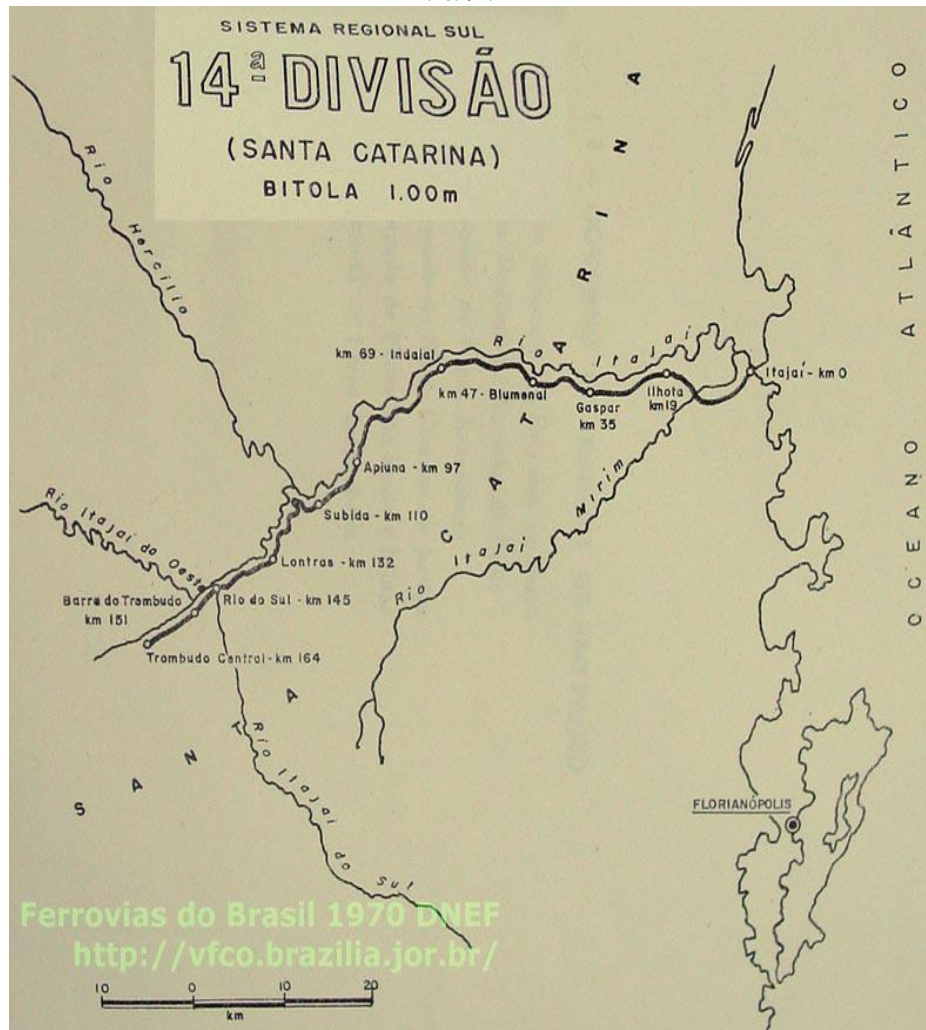 SISTEMA REGIONAL SUL
14ª DIVISÃO
(SANTA CATARINA)
BITOLA 1.00m
OCEANO ATLÂNTICO
SANTA CATARINA
Rio Hercilio
Rio Itajaí
km 69 - Indaial
km 47 - Blumenal
Gaspar
km 35
Ilhota
km 19
Itajaí - km 0
Apiuna - km 97
Subida - km 110
Rio Itajaí Mirim
Rio Itajaí do Oeste
Lontras - km 132
Barra do Trombudo
km 151
Rio do Sul - km 145
Trombudo Central - km 164
Rio Itajaí do Sul
FLORIANÓPOLIS
Ferrovias do Brasil 1970 DNEF
http://vfco.brazilia.jor.br/
10 0 10 20
km